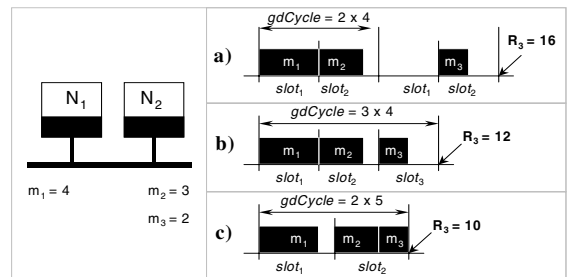 N1 N2
m1 = 4 m2 = 3
m3 = 2
a)
gdCycle = 2 x 4
m1 m2 m3
R3 = 16
slot1 slot2 slot1 slot2
b)
gdCycle = 3 x 4
m1 m2 m3
R3 = 12
slot1 slot2 slot3
c)
gdCycle = 2 x 5
m1 m2 m3
R3 = 10
slot1 slot2